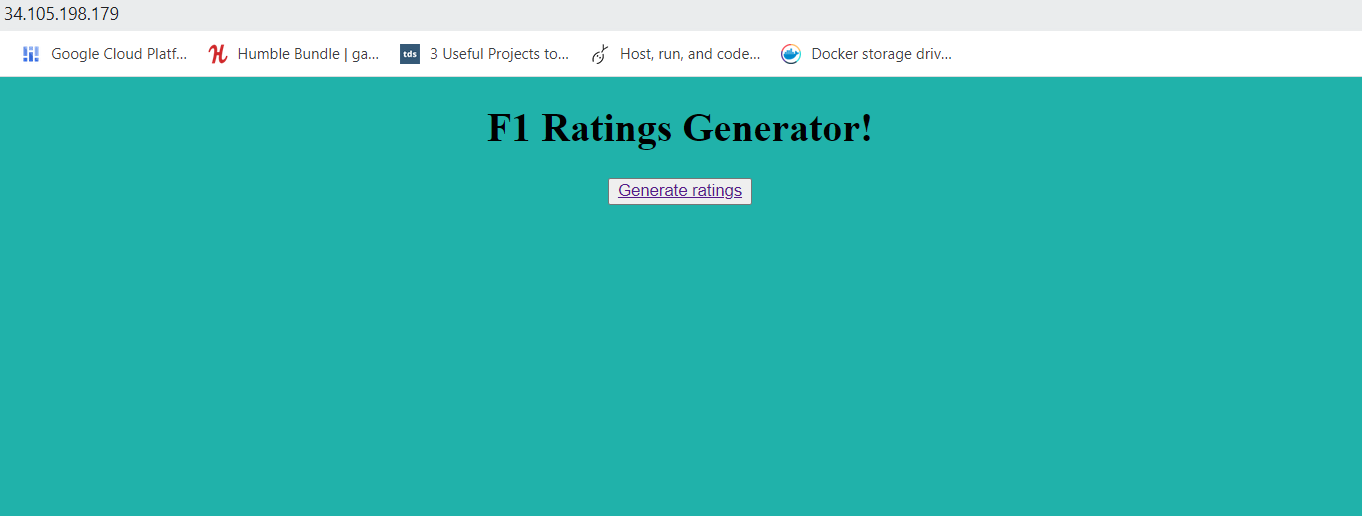 34.105.198.179
Google Cloud Platf... Humble Bundle | ga... tds 3 Useful Projects to... Host, run, and code... Docker storage driv...
F1 Ratings Generator!
Generate ratings